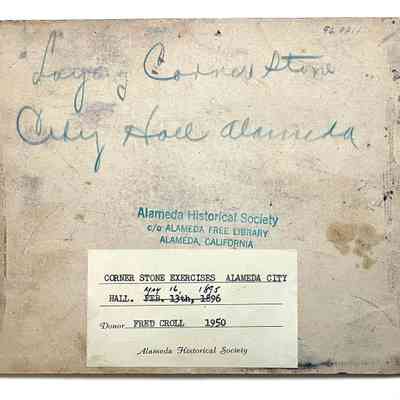 Laying Corner Stone
City Hall Alameda.
Alameda Historical Society
c/o ALAMEDA FREE LIBRARY
ALAMEDA, CALIFORNIA
CORNER STONE EXERCISES ALAMEDA CITY
May 16, 1895
HALL. FEB. 13th, 1896
Donor FRED CROLL 1950
Alameda Historical Society